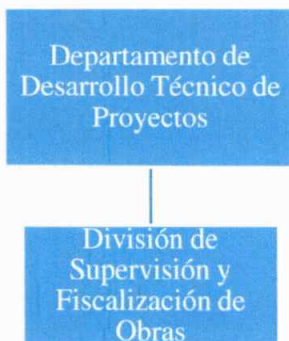 Departamento de
Desarrollo Técnico de
Proyectos
División de
Supervisión y
Fiscalización de
Obras